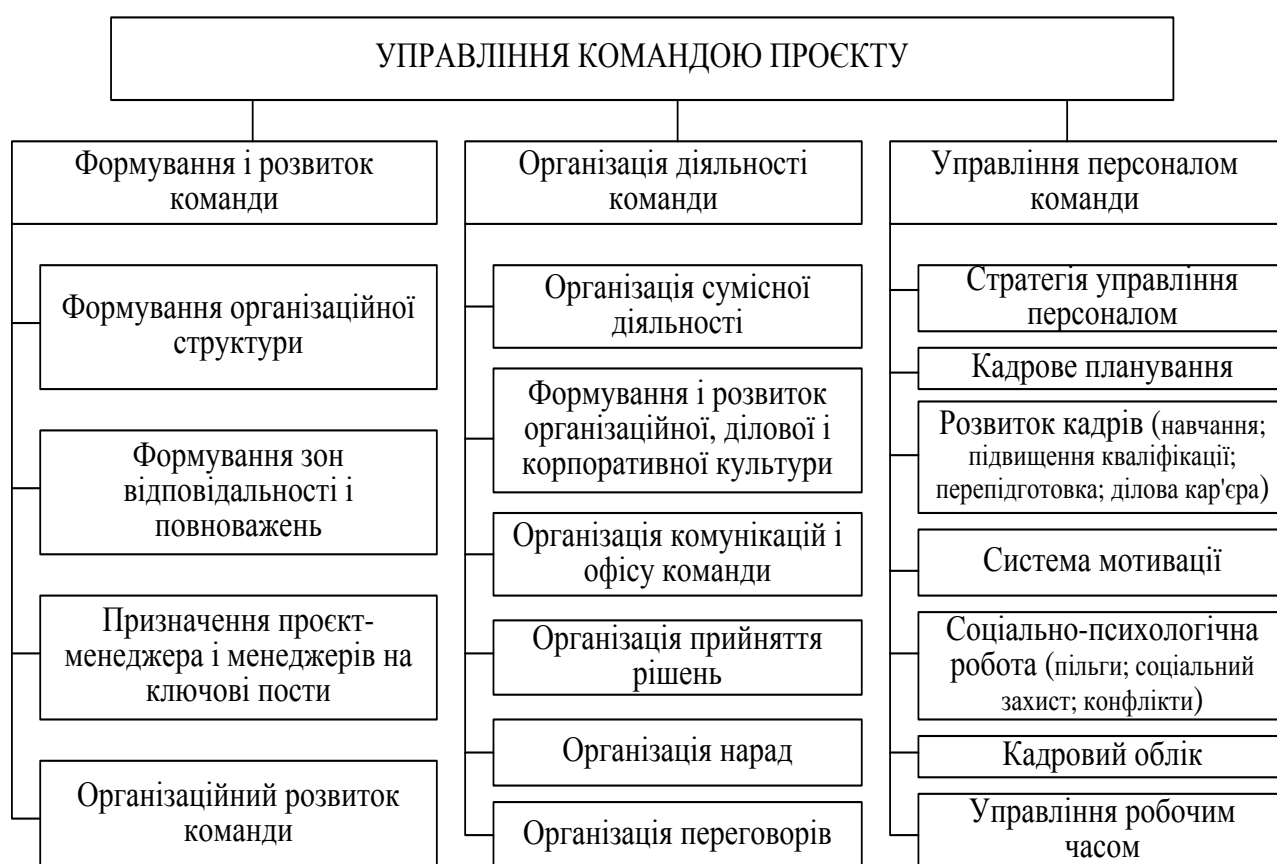 УПРАВЛІННЯ КОМАНДОЮ ПРОЄКТУ
Формування і розвиток
команди
Формування організаційної
структури
Формування зон
відповідальності і
повноважень
Призначення проєкт-
менеджера і менеджерів на
ключові пости
Організаційний розвиток
команди
Організація діяльності
команди
Організація сумісної
діяльності
Формування і розвиток
організаційної, ділової і
корпоративної культури
Організація комунікацій і
офісу команди
Організація прийняття
рішень
Організація нарад
Організація переговорів
Управління персоналом
команди
Стратегія управління
персоналом
Кадрове планування
Розвиток кадрів (навчання;
підвищення кваліфікації;
перепідготовка; ділова кар'єра)
Система мотивації
Соціально-психологічна
робота (пільги; соціальний
захист; конфлікти)
Кадровий облік
Управління робочим
часом